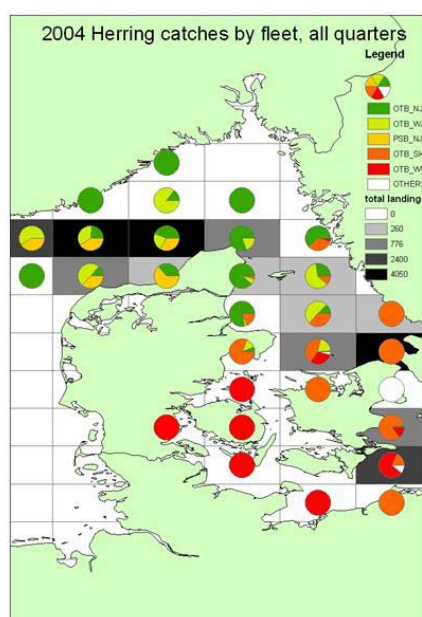 2004 Herring catches by fleet, all quarters
Legend
OTB_NJ
OTB_WJ
PSB_NJ
OTB_SK
OTB_WB
OTHERS
total landing
0
260
776
2400
4050